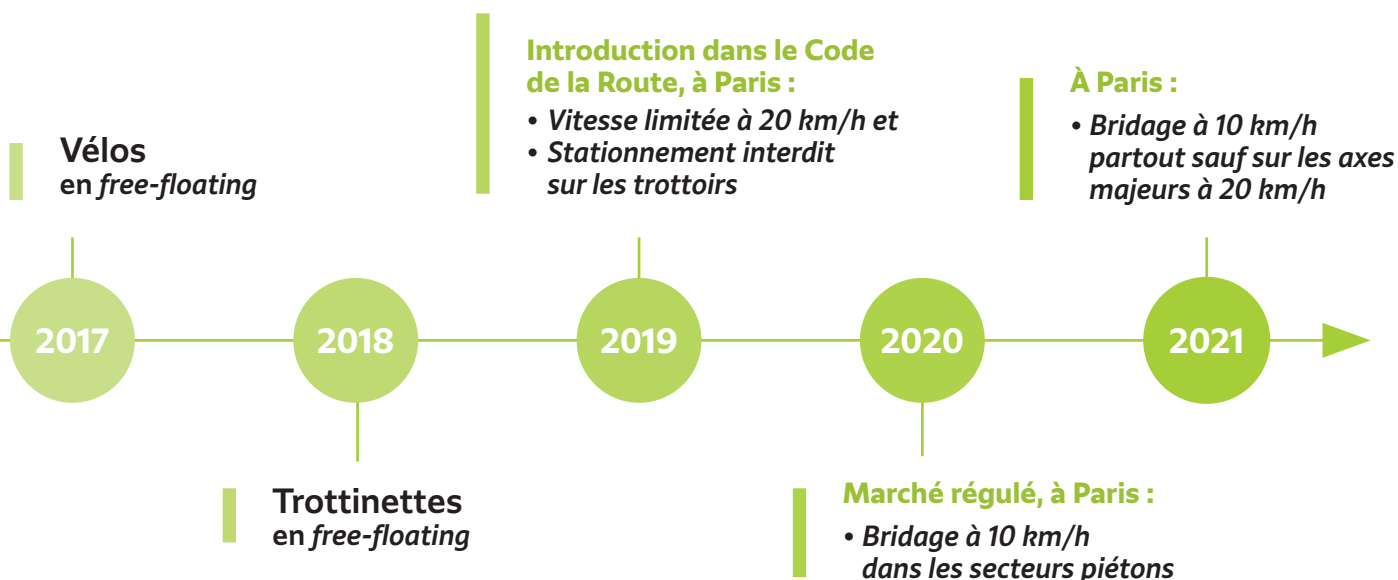 Vélos
en free-floating
Introduction dans le Code
de la Route, à Paris :
• Vitesse limitée à 20 km/h et
• Stationnement interdit
sur les trottoirs
À Paris :
• Bridage à 10 km/h
partout sauf sur les axes
majeurs à 20 km/h
2017
2018
2019
2020
2021
Trottinettes
en free-floating
Marché régulé, à Paris :
• Bridage à 10 km/h
dans les secteurs piétons